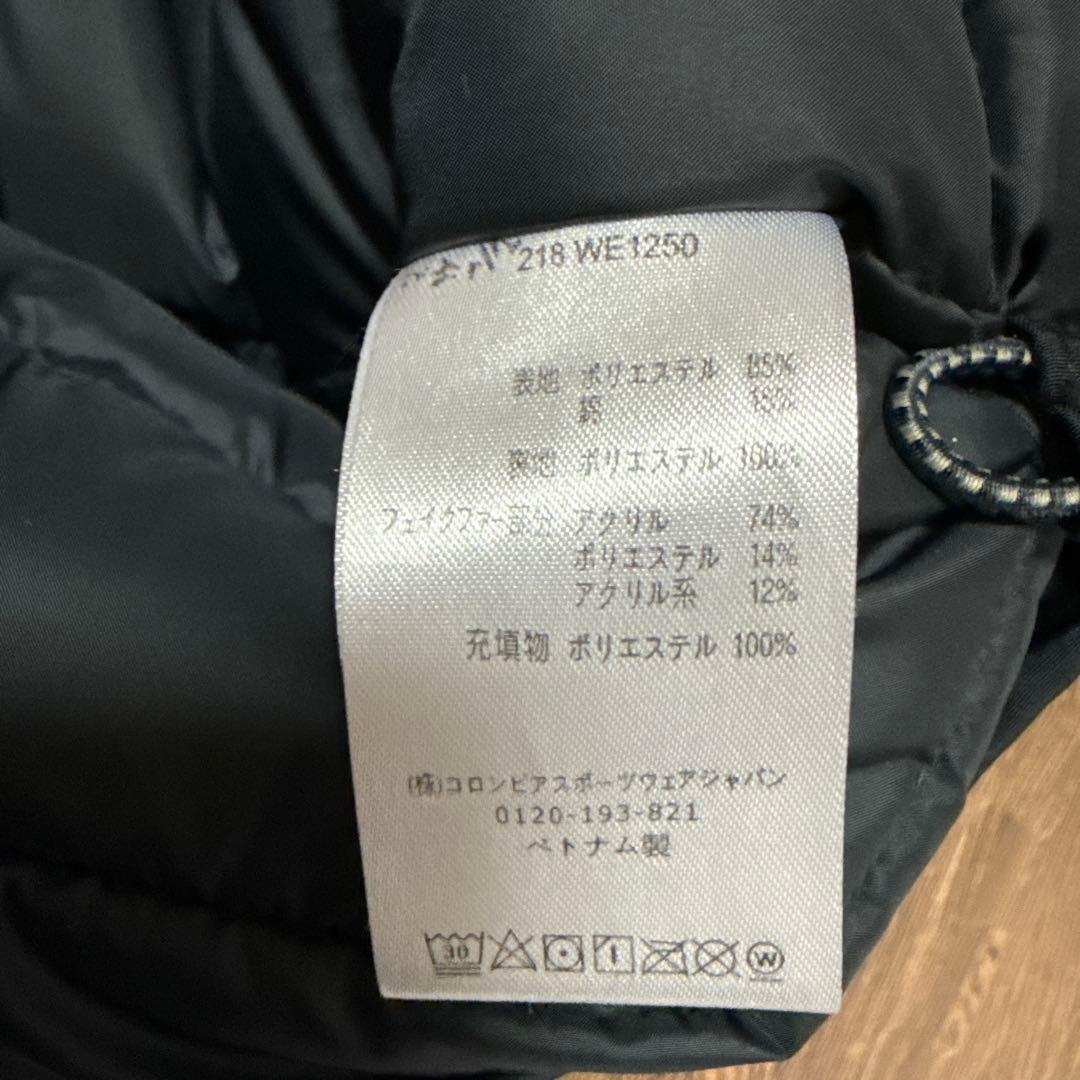 218 WE1250
表地 ポリエステル 85%
綿 15%
裏地 ポリエステル 100%
フェイクファー部分 アクリル 74%
ポリエステル 14%
アクリル系 12%
充填物 ポリエステル 100%
(株)コロンビアスポーツウェアジャパン
0120-193-821
ベトナム製
30
W